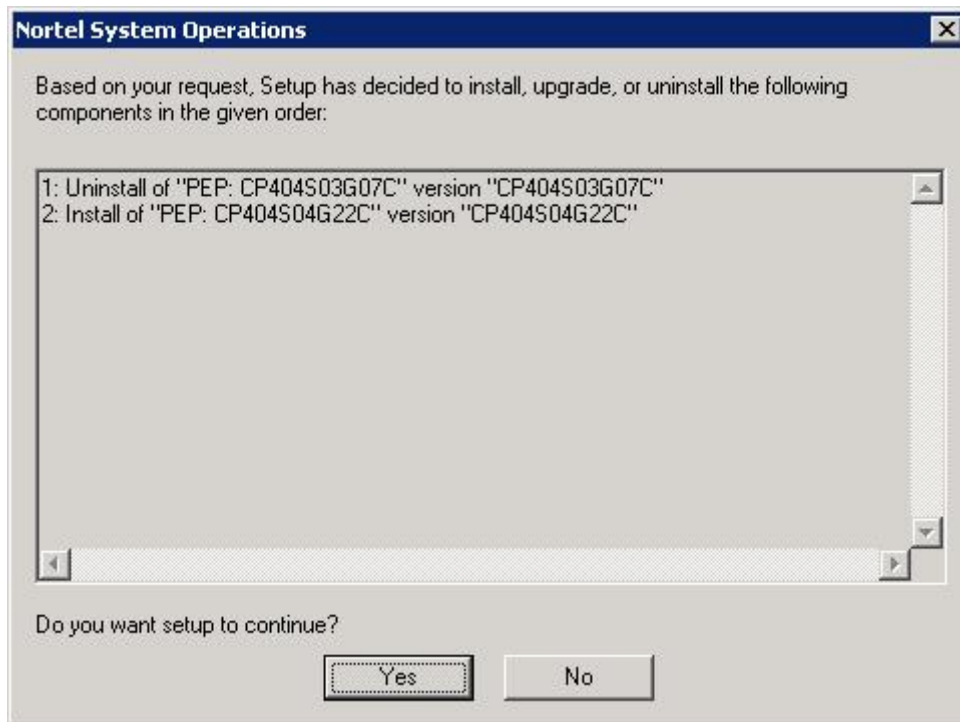 Nortel System Operations
Based on your request, Setup has decided to install, upgrade, or uninstall the following
components in the given order:
1: Uninstall of "PEP: CP404S03G07C" version "CP404S03G07C"
2: Install of "PEP: CP404S04G22C" version "CP404S04G22C"
Do you want setup to continue?
Yes
No